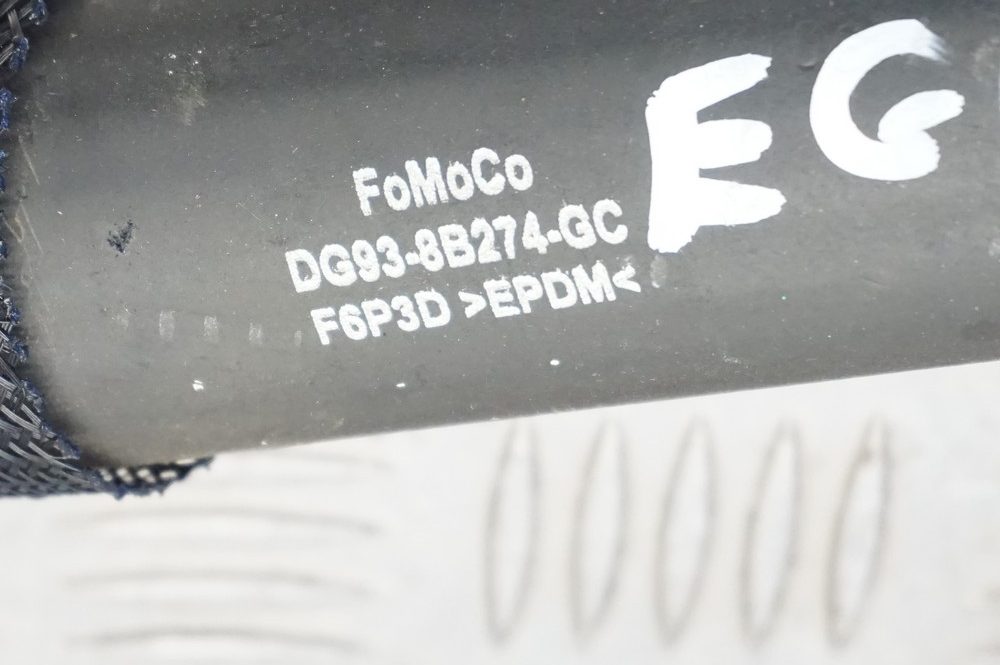 FoMoCo
DG93-8B274-GC
F6P3D >EPDM<
EG